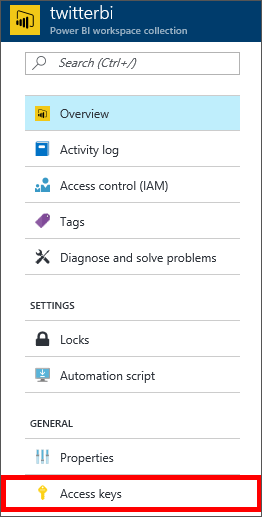 twitterbi
Power BI workspace collection
Search (Ctrl+/)
Overview
Activity log
Access control (IAM)
Tags
Diagnose and solve problems
SETTINGS
Locks
Automation script
GENERAL
Properties
Access keys